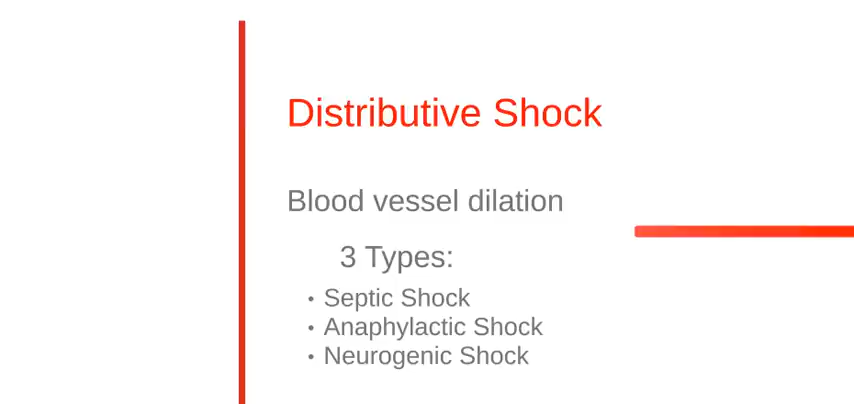 Distributive Shock
Blood vessel dilation
3 Types:
• Septic Shock
• Anaphylactic Shock
• Neurogenic Shock